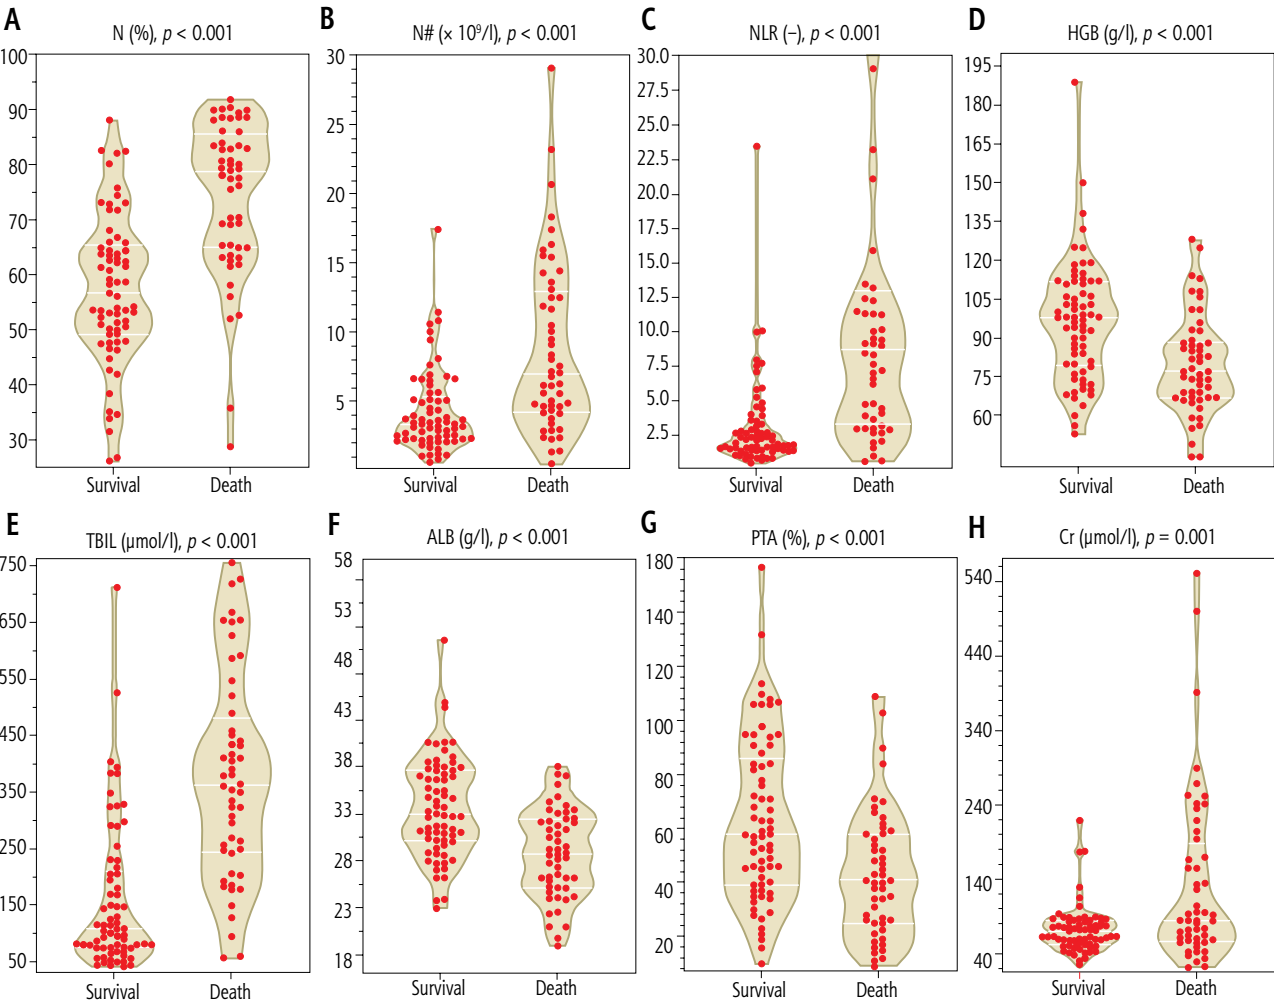 A
N (%), p < 0.001
100
90
80
70
60
50
40
30
Survival
Death
B
N# (× 10⁹/l), p < 0.001
30
25
20
15
10
5
Survival
Death
C
NLR (–), p < 0.001
30.0
27.5
25.0
22.5
20.0
17.5
15.0
12.5
10.0
7.5
5.0
2.5
Survival
Death
D
HGB (g/l), p < 0.001
195
180
165
150
135
120
105
90
75
60
Survival
Death
E
TBIL (μmol/l), p < 0.001
750
650
550
450
350
250
150
50
Survival
Death
F
ALB (g/l), p < 0.001
58
53
48
43
38
33
28
23
18
Survival
Death
G
PTA (%), p < 0.001
180
140
120
100
80
60
40
20
Survival
Death
H
Cr (μmol/l), p = 0.001
540
440
340
240
140
40
Survival
Death